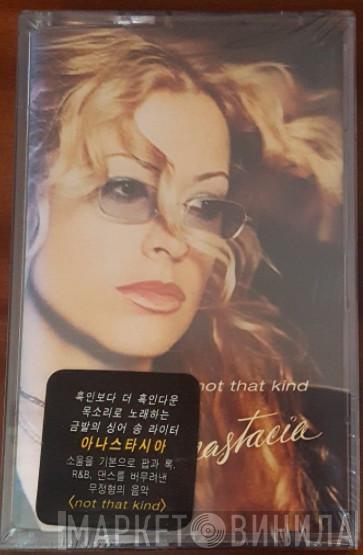 not that kind
anastacia
흑인보다 더 흑인다운
목소리로 노래하는
금발의 싱어 송 라이터
아나스타시아
소울을 기본으로 팝과 록,
R&B, 댄스를 버무려낸
무정형의 음악
〈not that kind〉
МАРКЕТ ВИНИЛА